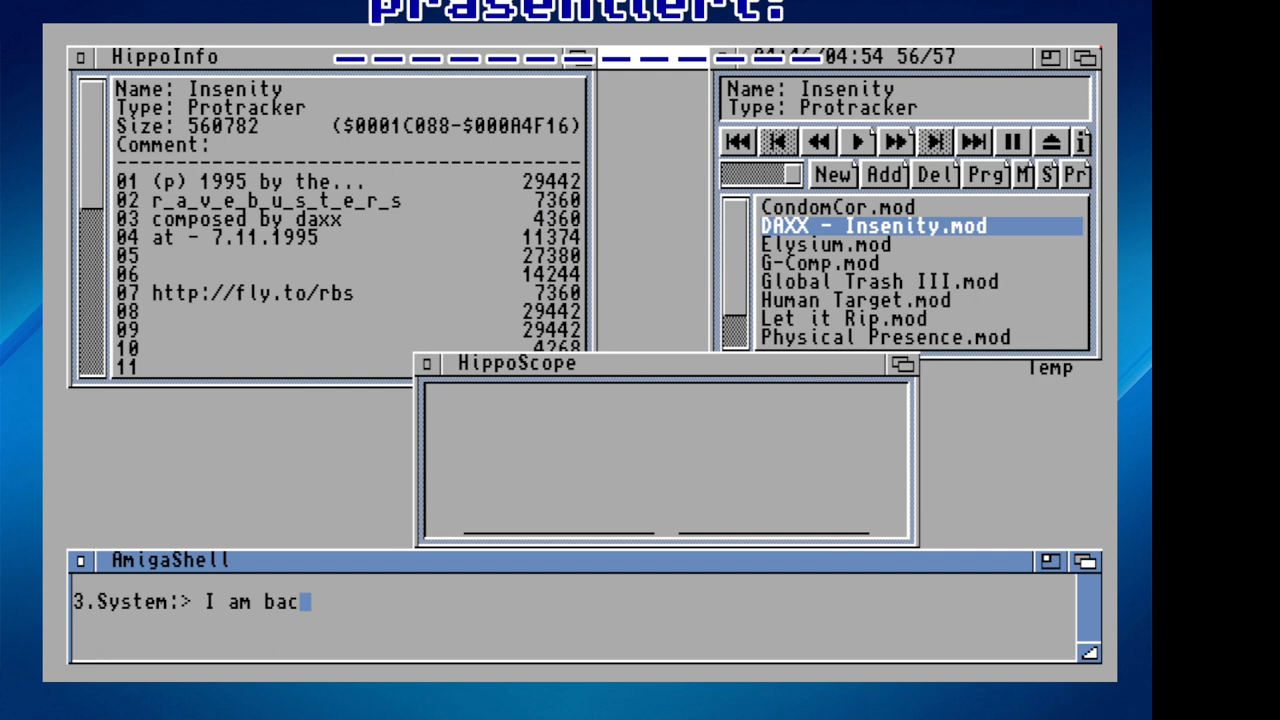 präsentiert:
HippoInfo
Name: Insenity
Type: Protracker
Size: 560782 ($0001C088-$000A4F16)
Comment:
01 (p) 1995 by the... 29442
02 r_a_v_e_b_u_s_t_e_r_s 7360
03 composed by daxx 4360
04 at - 7.11.1995 11374
05 27380
06 14244
07 http://fly.to/rbs 7360
08 29442
09 29442
10 4268
11
04:46/04:54 56/57
Name: Insenity
Type: Protracker
i
New Add Del Prg M S Pr
CondomCor.mod
DAXX - Insenity.mod
Elysium.mod
G-Comp.mod
Global Trash III.mod
Human Target.mod
Let it Rip.mod
Physical Presence.mod
Temp
HippoScope
AmigaShell
3.System:> I am bac